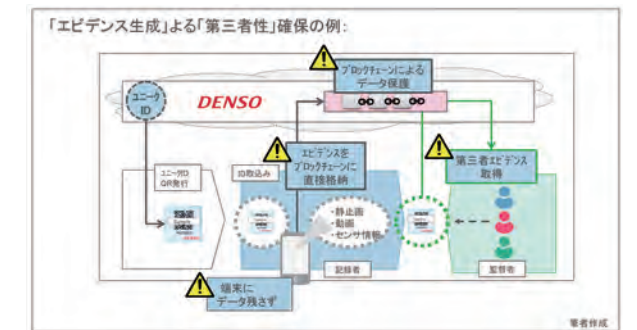 「エビデンス生成」よる「第三者性」確保の例:
ブロックチェーンによる
データ保護
ユニーク
ID
DENSO
エビデンスを
ブロックチェーンに
直接格納
第三者エビデンス
取得
ユニークID
QR発行
ID取込み
・静止画
・動画
・センサ情報
記録者
監督者
端末に
データ残さず
筆者作成